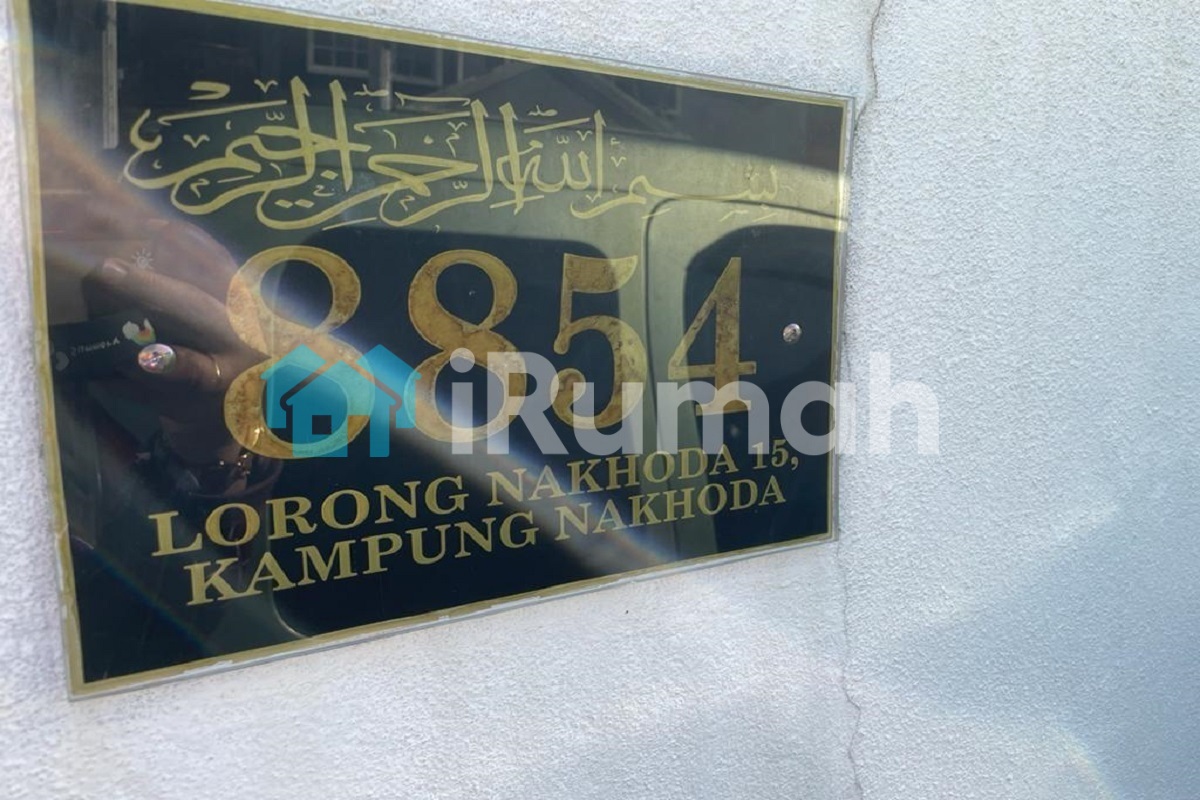 بسم الله الرحمن الرحيم
8854
iRumah
LORONG NAKHODA 15,
KAMPUNG NAKHODA